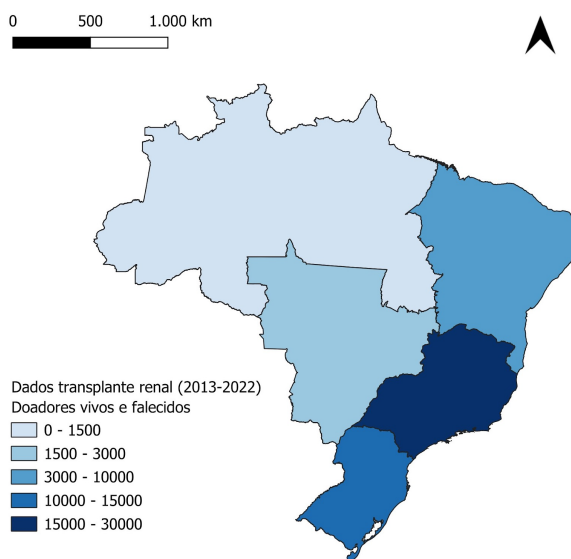 0 500 1.000 km
Dados transplante renal (2013-2022)
Doadores vivos e falecidos
0 - 1500
1500 - 3000
3000 - 10000
10000 - 15000
15000 - 30000